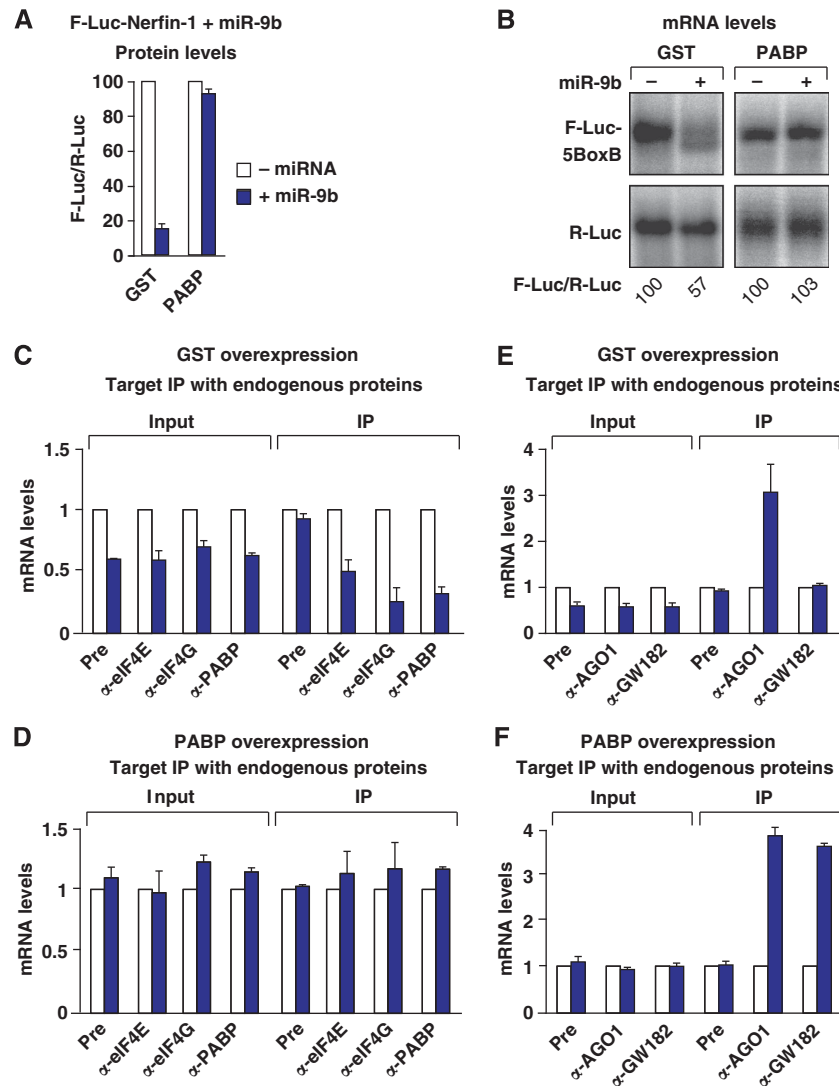 A F-Luc-Nerfin-1 + miR-9b
Protein levels
F-Luc/R-Luc
100
80
60
40
20
0
GST
PABP
– miRNA
+ miR-9b
B mRNA levels
GST PABP
miR-9b – + – +
F-Luc-
5BoxB
R-Luc
F-Luc/R-Luc 100 57 100 103
C GST overexpression
Target IP with endogenous proteins
Input IP
mRNA levels
1.5
1
0.5
0
Pre α-eIF4E α-eIF4G α-PABP Pre α-eIF4E α-eIF4G α-PABP
E GST overexpression
Target IP with endogenous proteins
Input IP
mRNA levels
4
3
2
1
0
Pre α-AGO1 α-GW182 Pre α-AGO1 α-GW182
D PABP overexpression
Target IP with endogenous proteins
Input IP
mRNA levels
1.5
1
0.5
0
Pre α-eIF4E α-eIF4G α-PABP Pre α-eIF4E α-eIF4G α-PABP
F PABP overexpression
Target IP with endogenous proteins
Input IP
mRNA levels
4
3
2
1
0
Pre α-AGO1 α-GW182 Pre α-AGO1 α-GW182